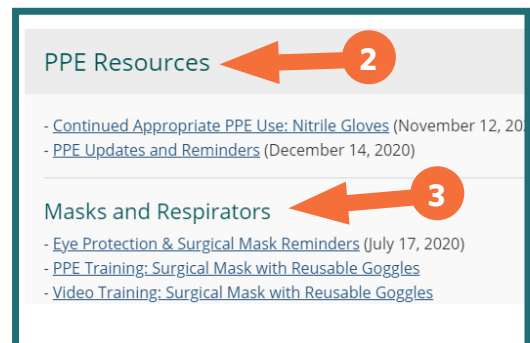 PPE Resources
2
- Continued Appropriate PPE Use: Nitrile Gloves (November 12, 20
- PPE Updates and Reminders (December 14, 2020)
Masks and Respirators
3
- Eye Protection & Surgical Mask Reminders (July 17, 2020)
- PPE Training: Surgical Mask with Reusable Goggles
- Video Training: Surgical Mask with Reusable Goggles